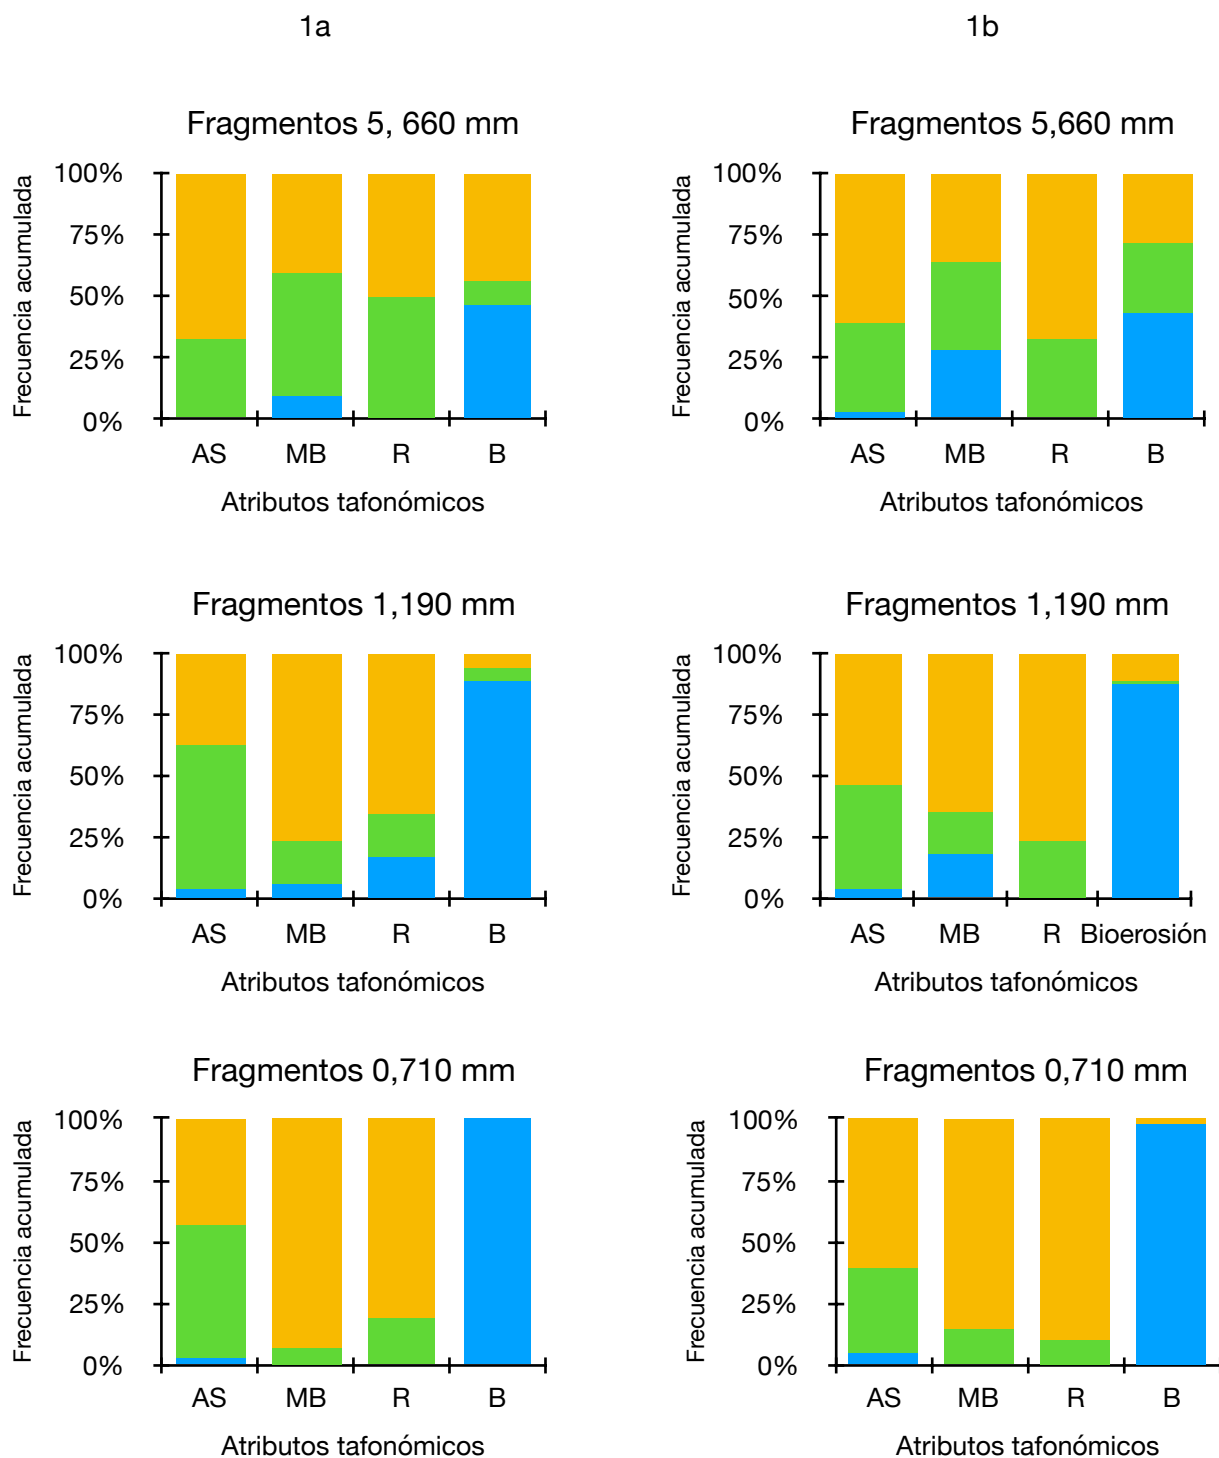 1a
1b
Fragmentos 5, 660 mm
Frecuencia acumulada
100%
75%
50%
25%
0%
AS MB R B
Atributos tafonómicos
Fragmentos 5,660 mm
Frecuencia acumulada
100%
75%
50%
25%
0%
AS MB R B
Atributos tafonómicos
Fragmentos 1,190 mm
Frecuencia acumulada
100%
75%
50%
25%
0%
AS MB R B
Atributos tafonómicos
Fragmentos 1,190 mm
Frecuencia acumulada
100%
75%
50%
25%
0%
AS MB R Bioerosión
Atributos tafonómicos
Fragmentos 0,710 mm
Frecuencia acumulada
100%
75%
50%
25%
0%
AS MB R B
Atributos tafonómicos
Fragmentos 0,710 mm
Frecuencia acumulada
100%
75%
50%
25%
0%
AS MB R B
Atributos tafonómicos